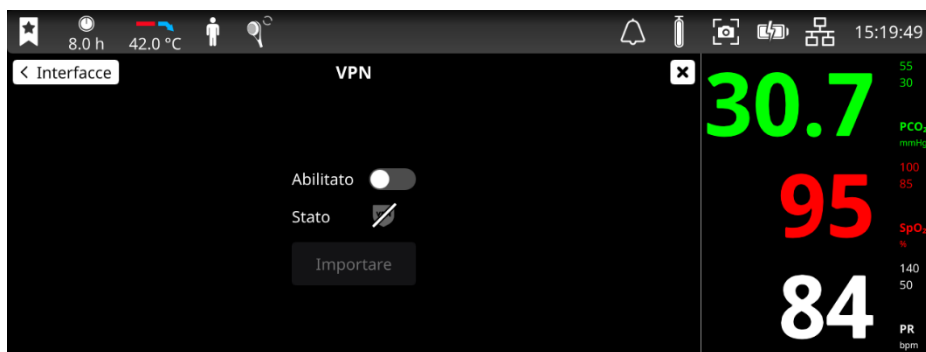 8.0 h
42.0 °C
15:19:49
< Interfacce
VPN
Abilitato
Stato
Importare
30.7
55
30
PCO₂
mmHg
95
100
85
SpO₂
%
84
140
50
PR
bpm